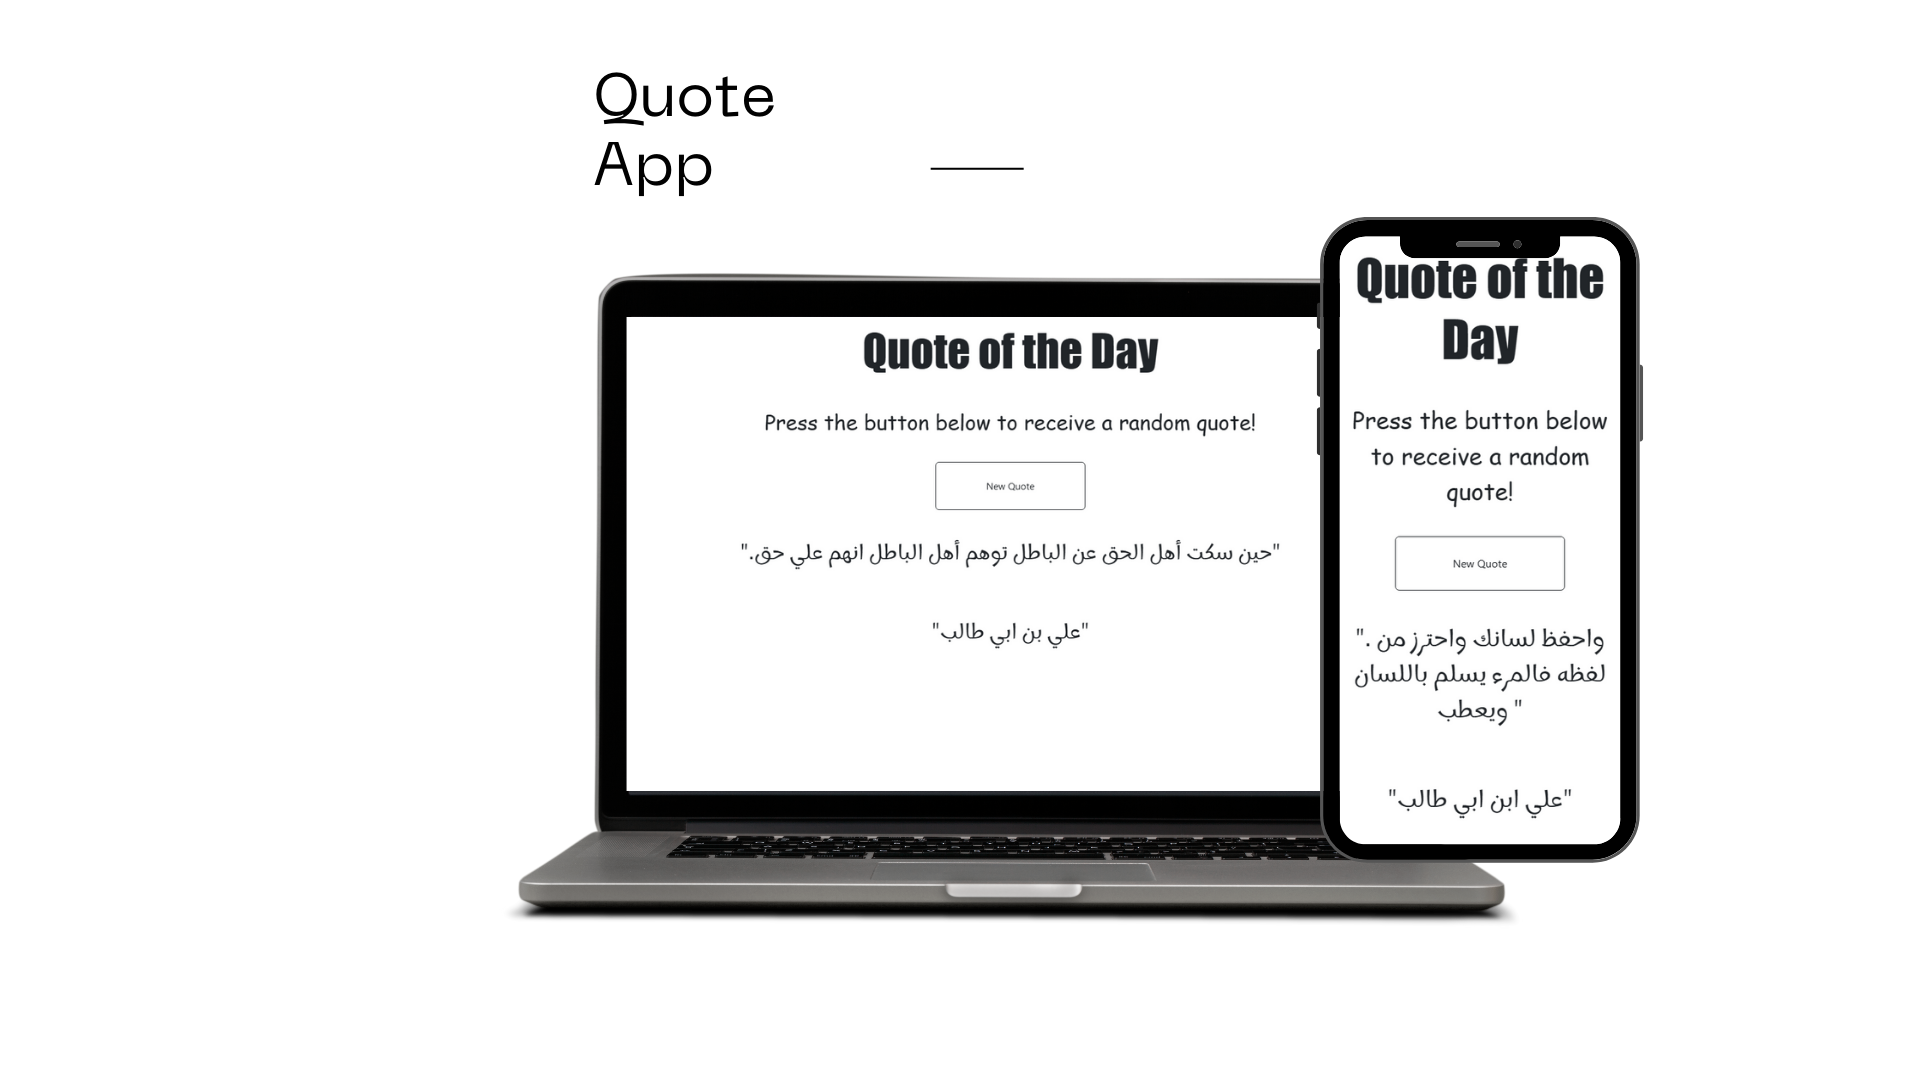 Quote
App
Quote of the Day
Press the button below to receive a random quote!
New Quote
"حين سكت أهل الحق عن الباطل توهم أهل الباطل انهم علي حق."
"علي بن ابي طالب"
Quote of the
Day
Press the button below
to receive a random
quote!
New Quote
". واحفظ لسانك واحترز من
لفظه فالمرء يسلم باللسان
ويعطب "
"علي ابن ابي طالب"